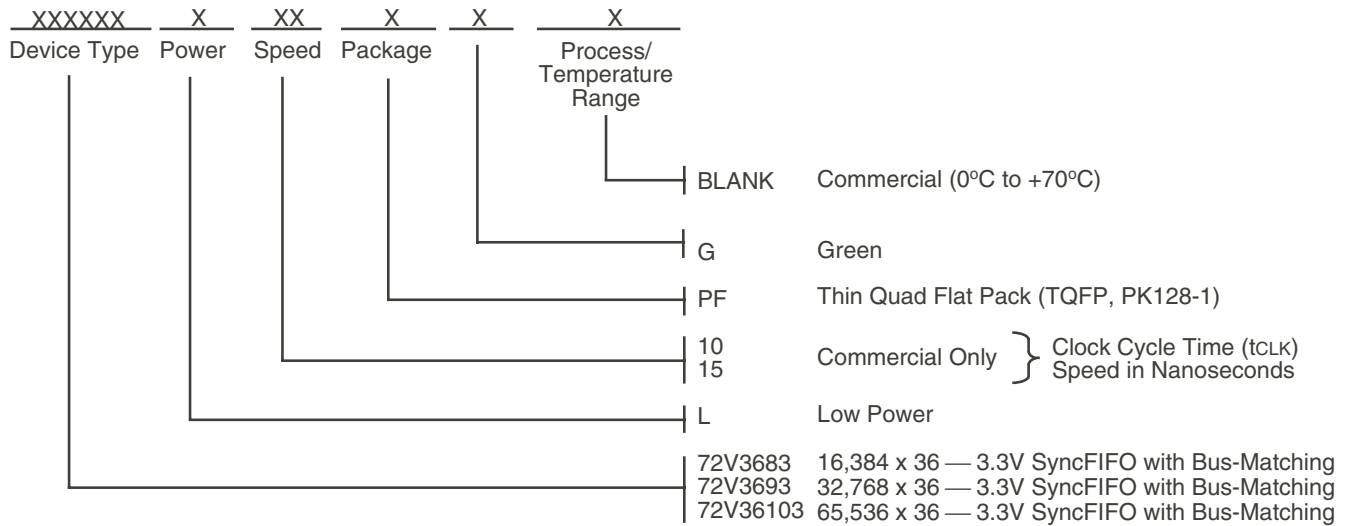 XXXXXX X XX X X X
Device Type Power Speed Package Process/
Temperature
Range
BLANK Commercial (0ºC to +70ºC)
G Green
PF Thin Quad Flat Pack (TQFP, PK128-1)
10
15
Commercial Only
Clock Cycle Time (tCLK)
Speed in Nanoseconds
L Low Power
72V3683 16,384 x 36 — 3.3V SyncFIFO with Bus-Matching
72V3693 32,768 x 36 — 3.3V SyncFIFO with Bus-Matching
72V36103 65,536 x 36 — 3.3V SyncFIFO with Bus-Matching